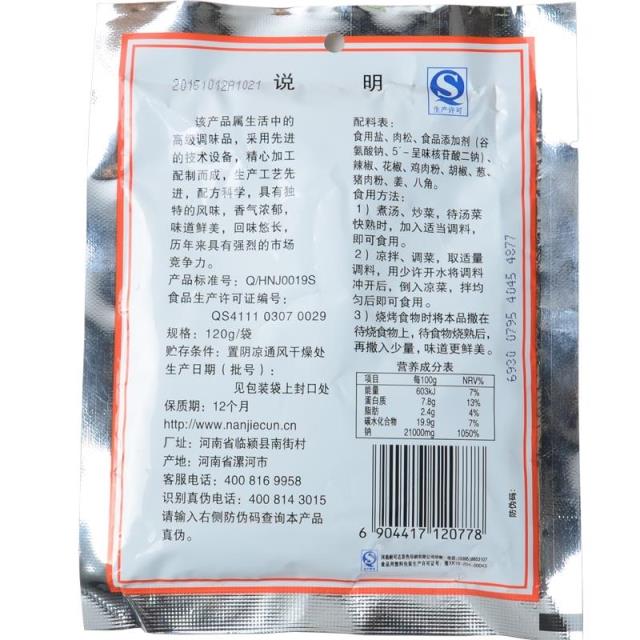 20151012A1021
说 明
生产许可
该产品属生活中的
高级调味品，采用先进
的技术设备，精心加工
配制而成，生产工艺先
进，配方科学，具有独
特的风味，香气浓郁，
味道鲜美，回味悠长，
历年来具有强烈的市场
竞争力。
产品标准号：Q/HNJ0019S
食品生产许可证编号：
QS4111 0307 0029
规格：120g/袋
贮存条件：置阴凉通风干燥处
生产日期（批号）：
见包装袋上封口处
保质期：12个月
http://www.nanjiecun.cn
厂址：河南省临颍县南街村
产地：河南省漯河市
客服电话：400 816 9958
识别真伪电话：400 814 3015
请输入右侧防伪码查询本产品
真伪。
配料表：
食用盐、肉松、食品添加剂（谷
氨酸钠、5′－呈味核苷酸二钠）、
辣椒、花椒、鸡肉粉、胡椒、葱、
猪肉粉、姜、八角。
食用方法：
1）煮汤、炒菜，待汤菜
快熟时，加入适当调料，
即可食用。
2）凉拌、调菜，取适量
调料，用少许开水将调料
冲开后，倒入凉菜，拌均
匀后即可食用。
3）烧烤食物时将本品撒在
待烧食物上，待食物烧熟后，
再撒入少量，味道更鲜美。
营养成分表
项目 每100g NRV%
能量 603kJ 7%
蛋白质 7.8g 13%
脂肪 2.4g 4%
碳水化合物 19.9g 7%
钠 21000mg 1050%
6 904417 120778
防伪码：
6930 0795 4045 4877